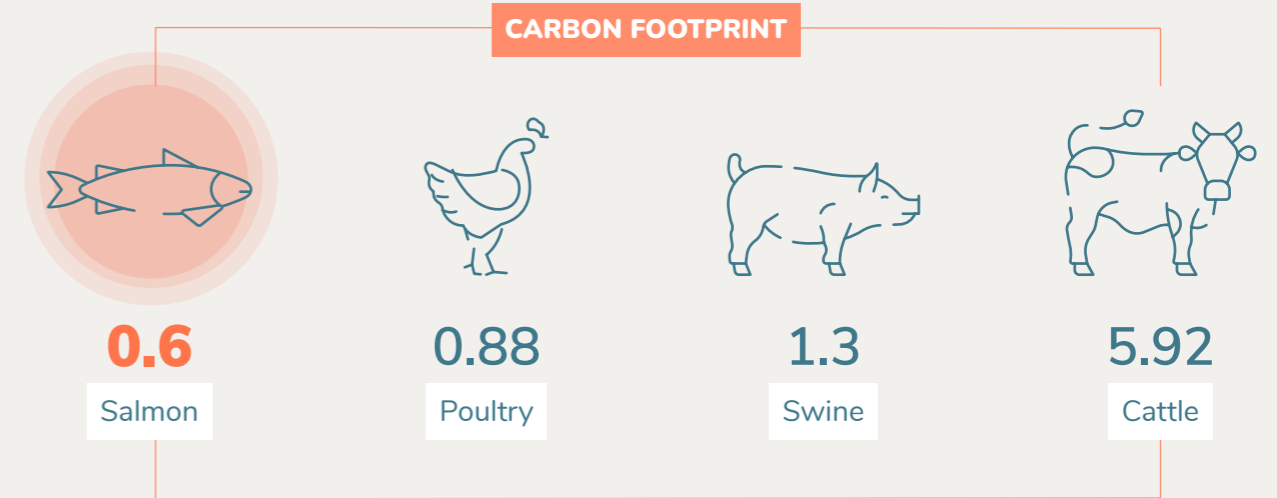 CARBON FOOTPRINT
0.6
0.88
1.3
5.92
Salmon
Poultry
Swine
Cattle